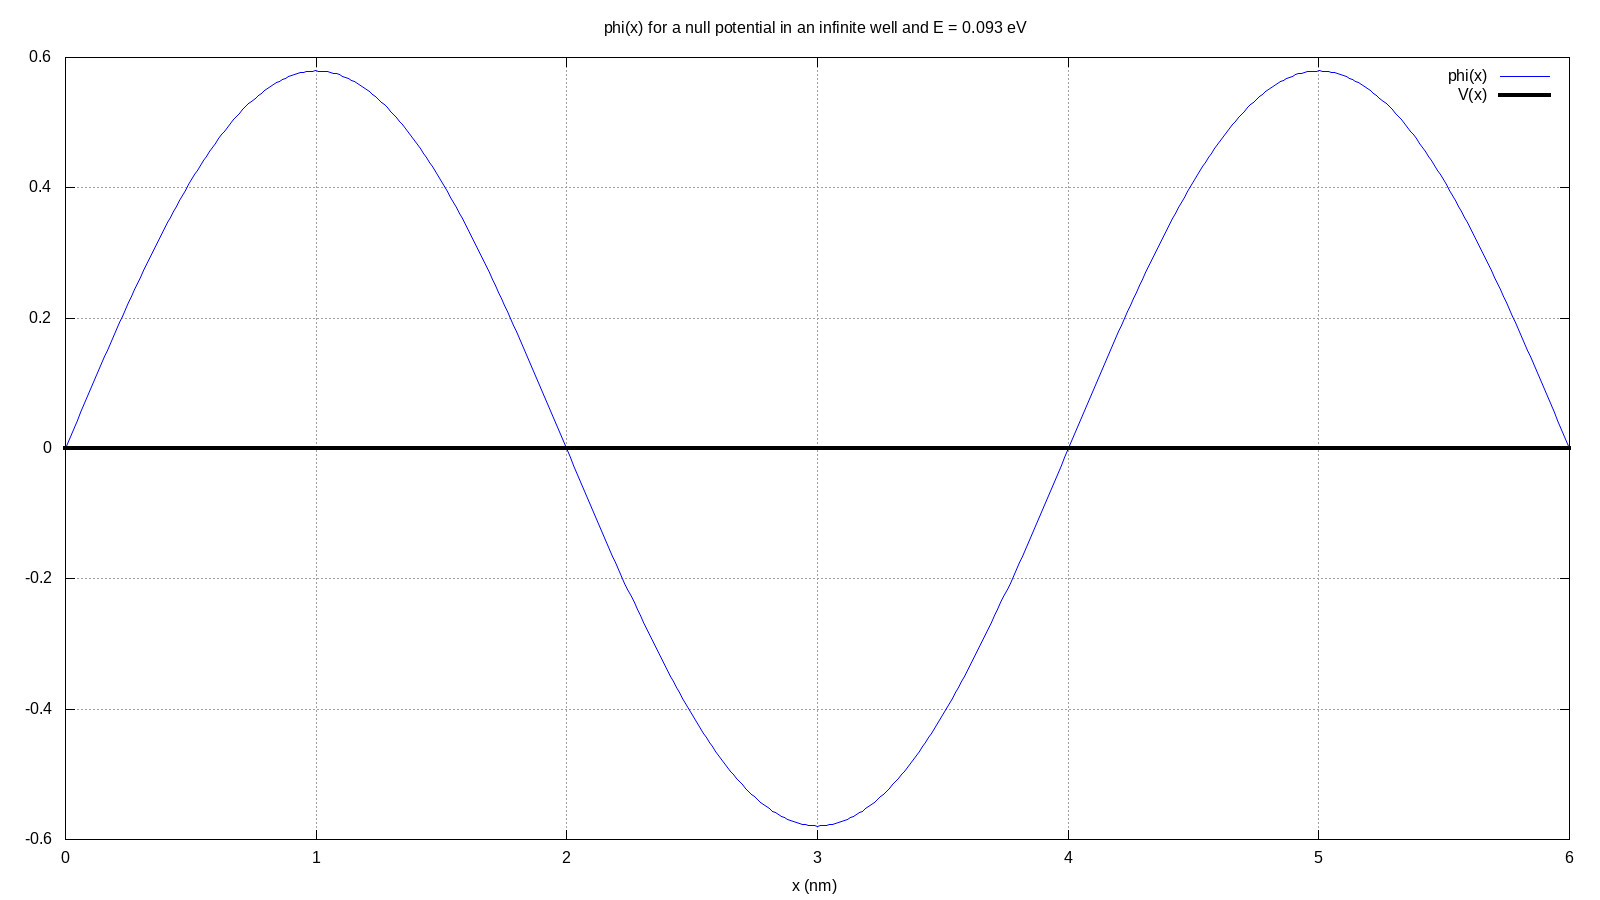 phi(x) for a null potential in an infinite well and E = 0.093 eV
phi(x)
V(x)
0.6
0.4
0.2
0
-0.2
-0.4
-0.6
0 1 2 3 4 5 6
x (nm)